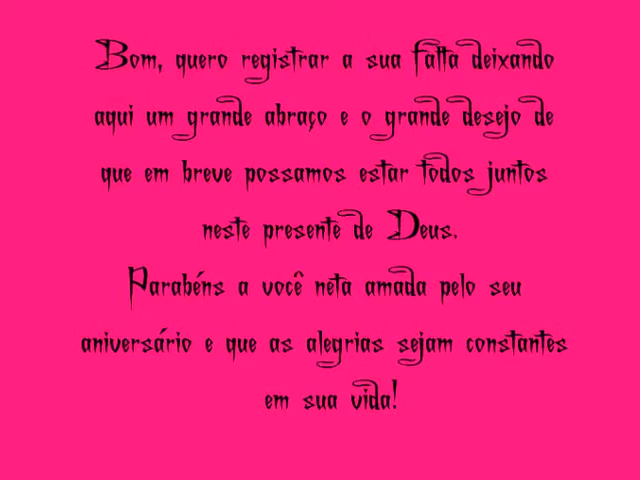 Bom, quero registrar a sua falta deixando
aqui um grande abraço e o grande desejo de
que em breve possamos estar todos juntos
neste presente de Deus.
Parabéns a você neta amada pelo seu
aniversário e que as alegrias sejam constantes
em sua vida!